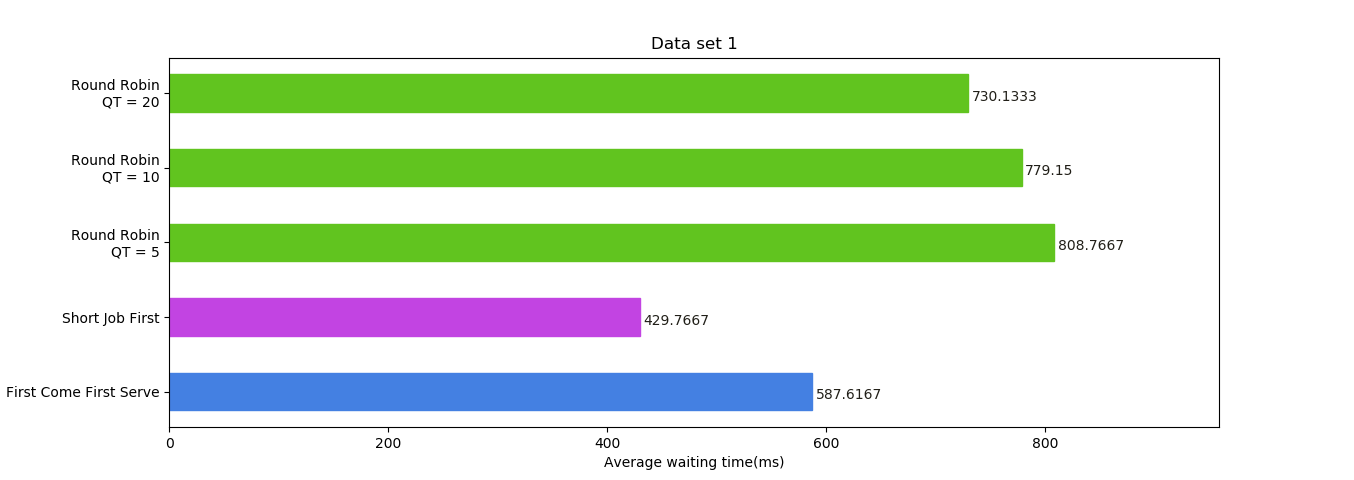 Data set 1
Round Robin
QT = 20
730.1333
Round Robin
QT = 10
779.15
Round Robin
QT = 5
808.7667
Short Job First
429.7667
First Come First Serve
587.6167
0 200 400 600 800
Average waiting time(ms)